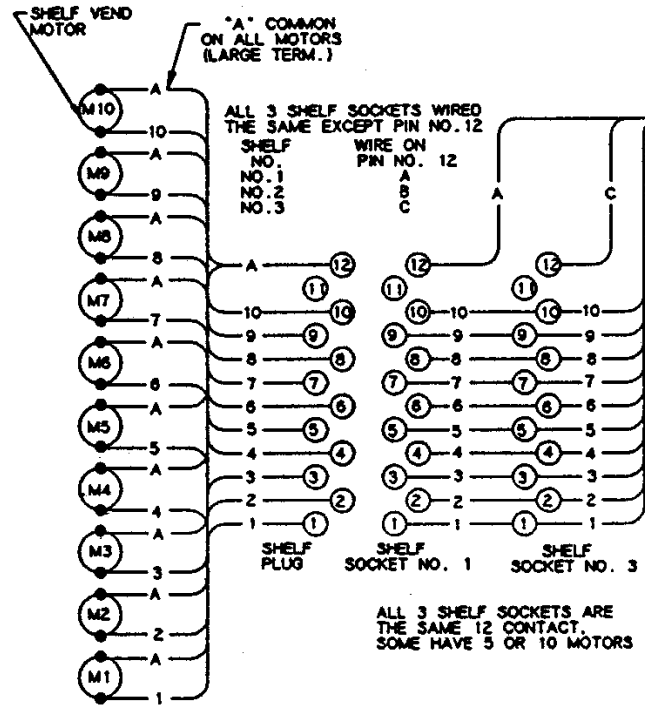 SHELF VEND
MOTOR
"A" COMMON
ON ALL MOTORS
(LARGE TERM.)
ALL 3 SHELF SOCKETS WIRED
THE SAME EXCEPT PIN NO.12
SHELF NO. WIRE ON PIN NO. 12
NO.1 A
NO.2 B
NO.3 C
M10 A 10
M9 A 9
M8 A 8
M7 A 7
M6 A 6
M5 A 5
M4 A 4
M3 A 3
M2 A 2
M1 A 1
A C
A 12 12 12
11 11 11
10 10 10 10 10 10
9 9 9 9 9 9
8 8 8 8 8 8
7 7 7 7 7 7
6 6 6 6 6 6
5 5 5 5 5 5
4 4 4 4 4 4
3 3 3 3 3 3
2 2 2 2 2 2
1 1 1 1 1 1
SHELF
PLUG
SHELF
SOCKET NO. 1
SHELF
SOCKET NO. 3
ALL 3 SHELF SOCKETS ARE
THE SAME 12 CONTACT.
SOME HAVE 5 OR 10 MOTORS